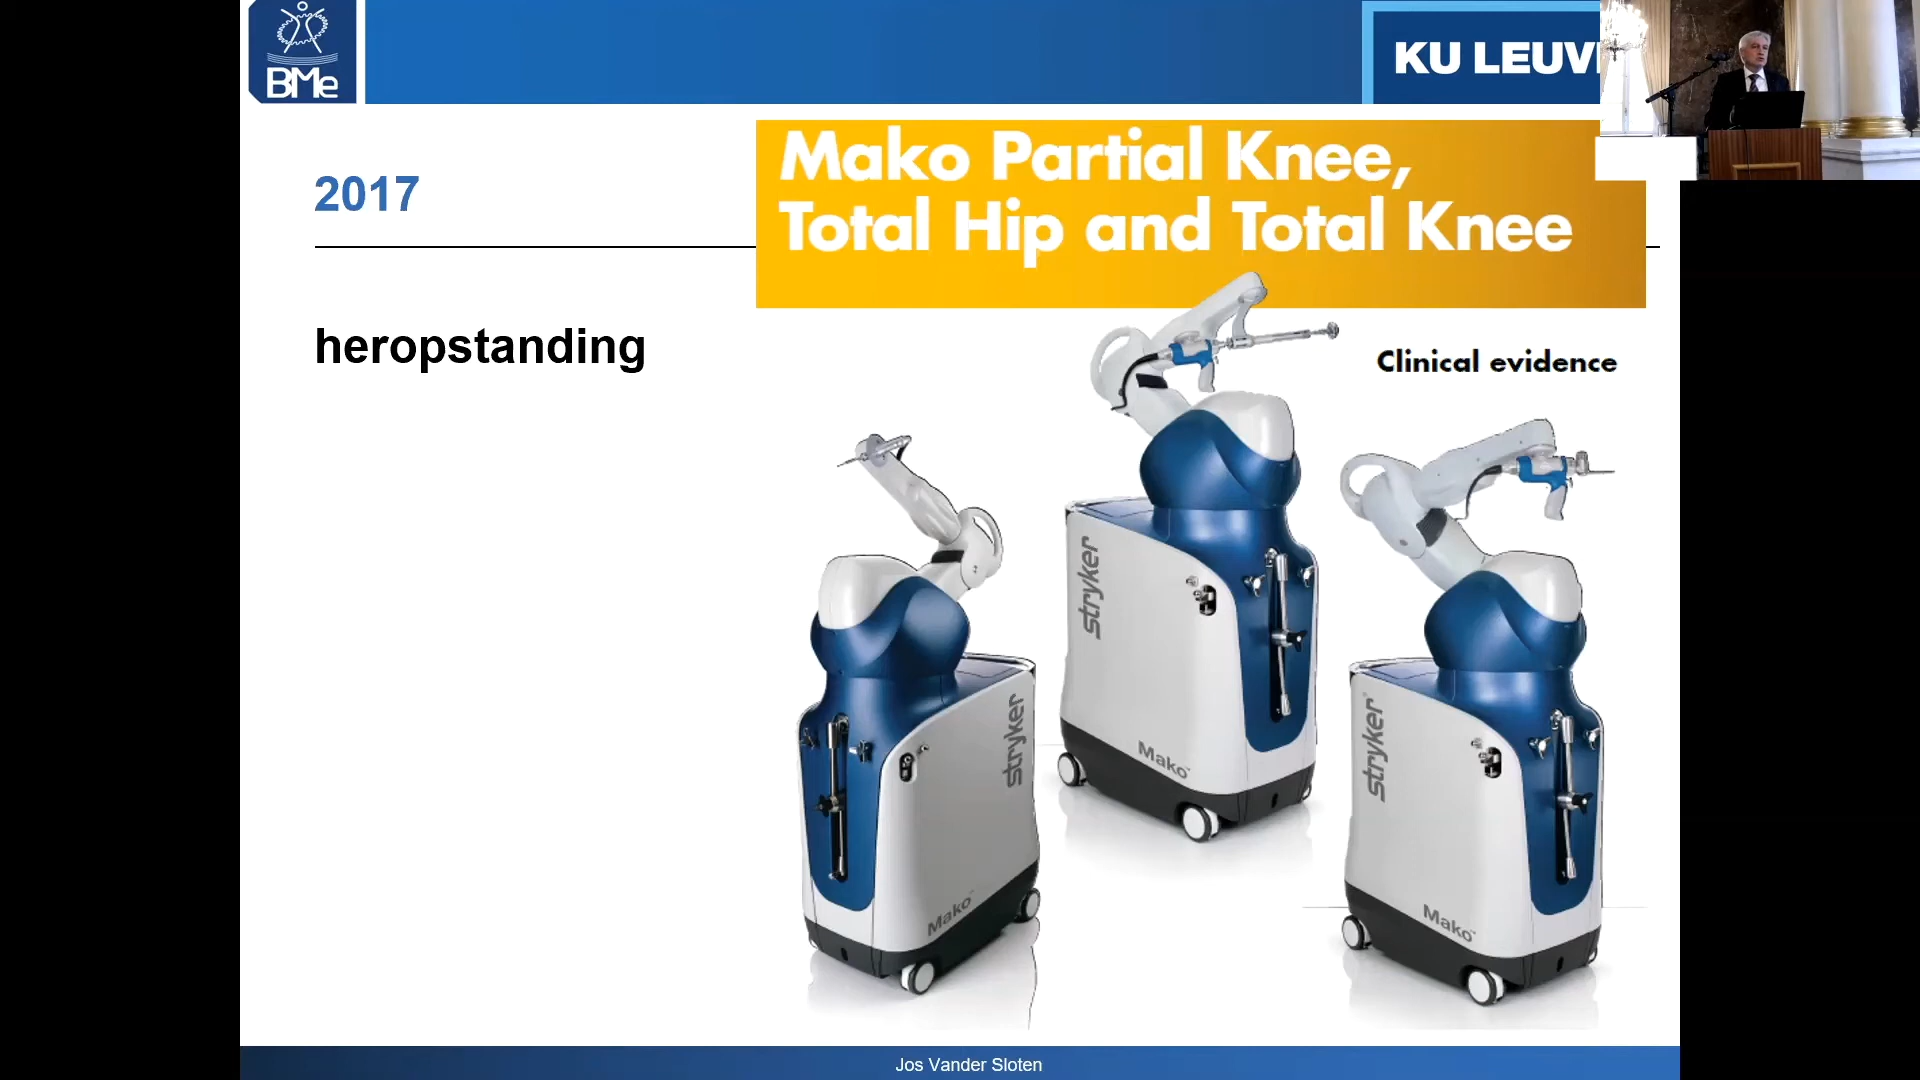 BMe
KU LEUV
Mako Partial Knee,
Total Hip and Total Knee
2017
heropstanding
Clinical evidence
stryker
Mako
stryker
Mako
stryker
Mako
Jos Vander Sloten